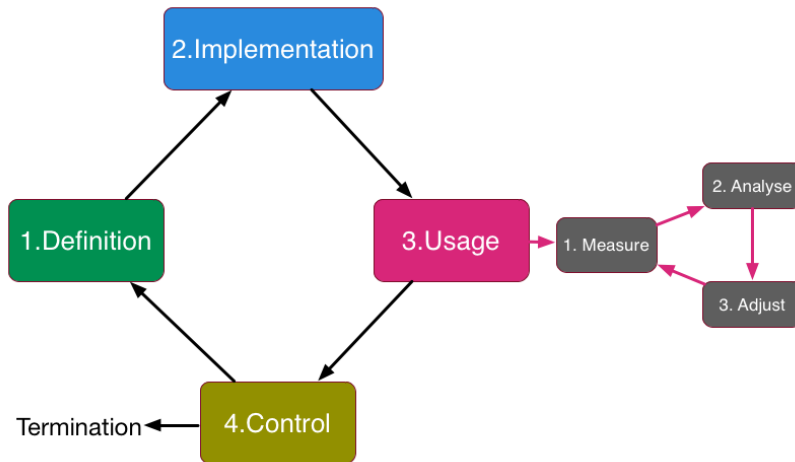 2.Implementation
1.Definition
3.Usage
4.Control
Termination
1. Measure
2. Analyse
3. Adjust